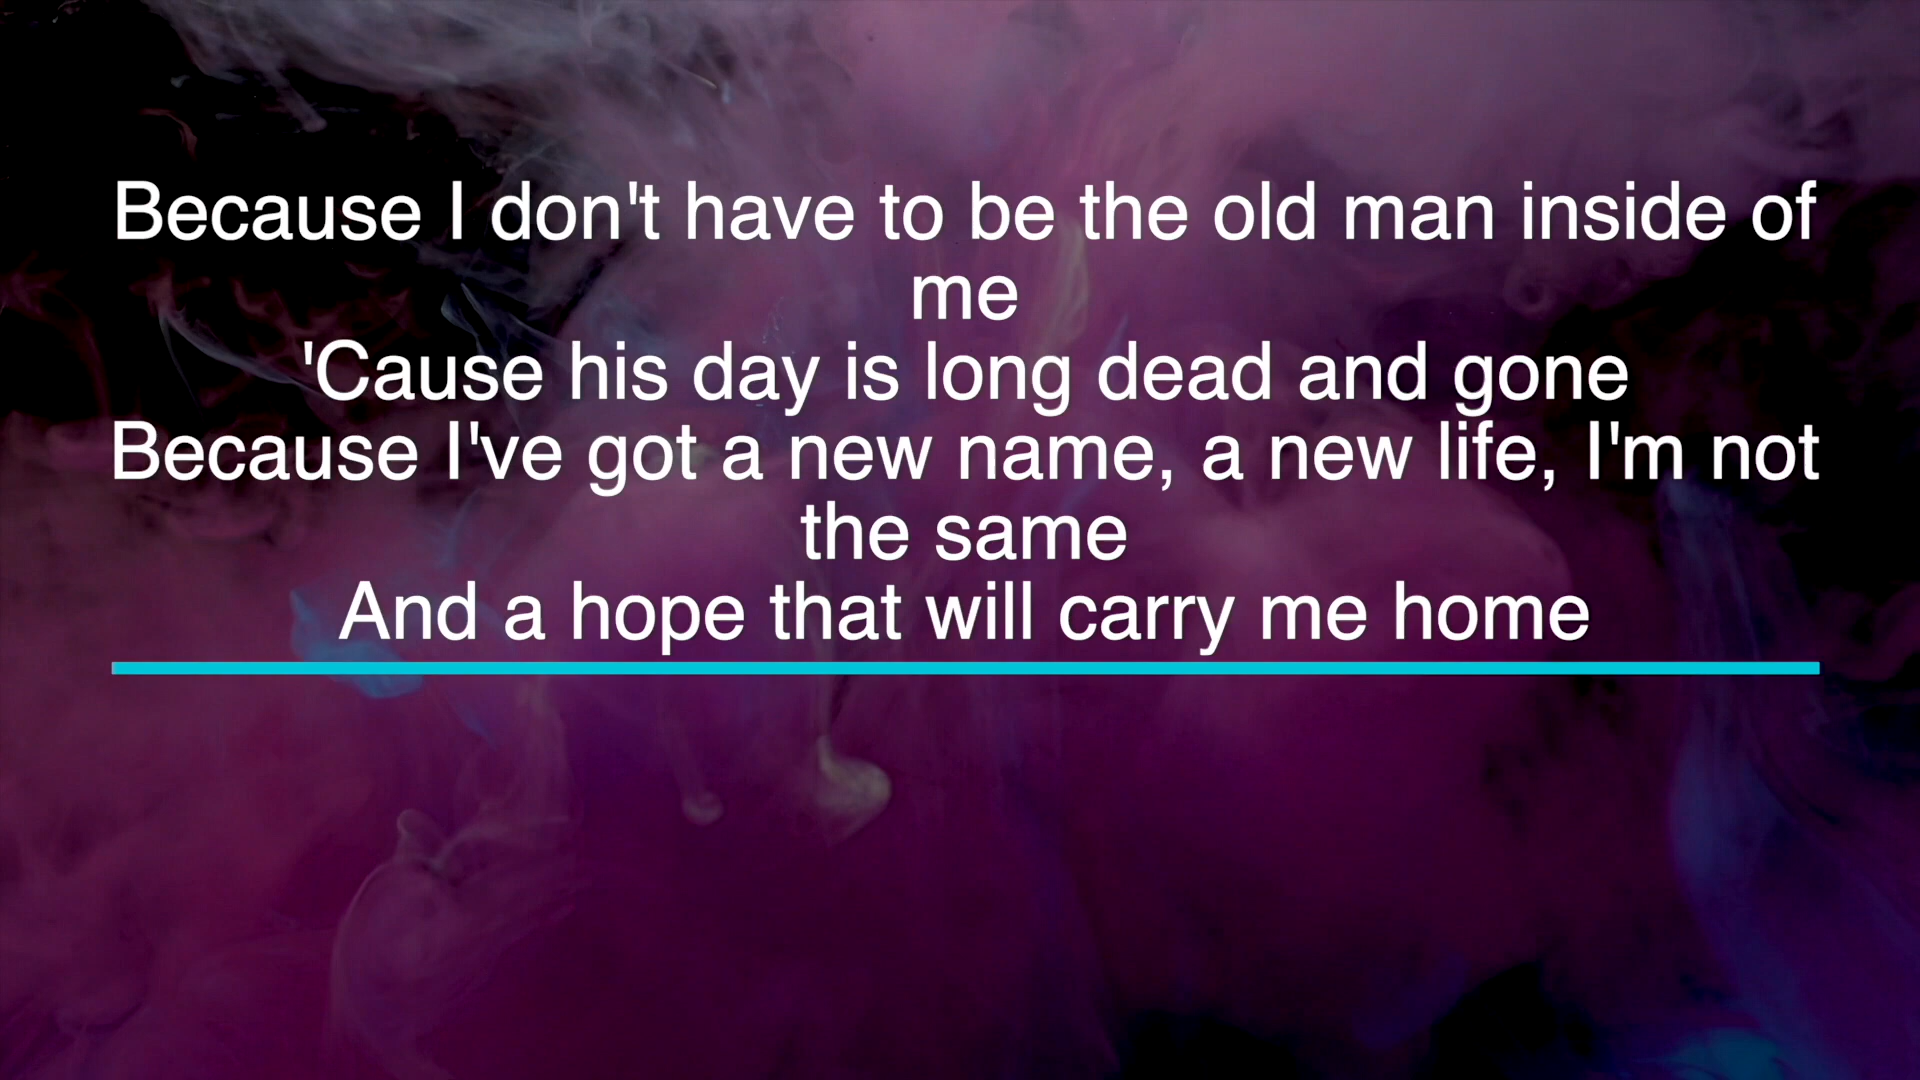 Because I don't have to be the old man inside of
me
'Cause his day is long dead and gone
Because I've got a new name, a new life, I'm not
the same
And a hope that will carry me home